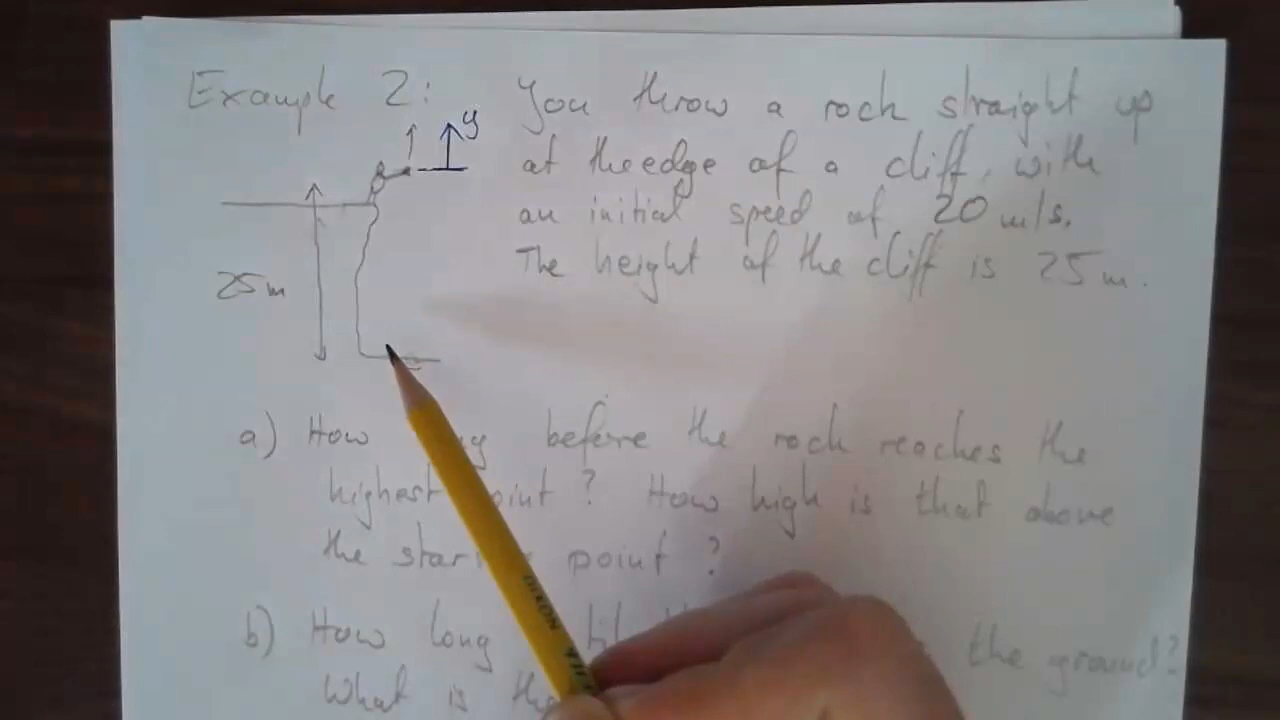 Example 2:
You throw a rock straight up
at the edge of a cliff, with
an initial speed of 20 m/s.
The height of the cliff is 25 m.
y
25 m
a) How before the rock reaches the
highest ? How high is that above
the point ?
b) How long the ground?
What is
DIXON